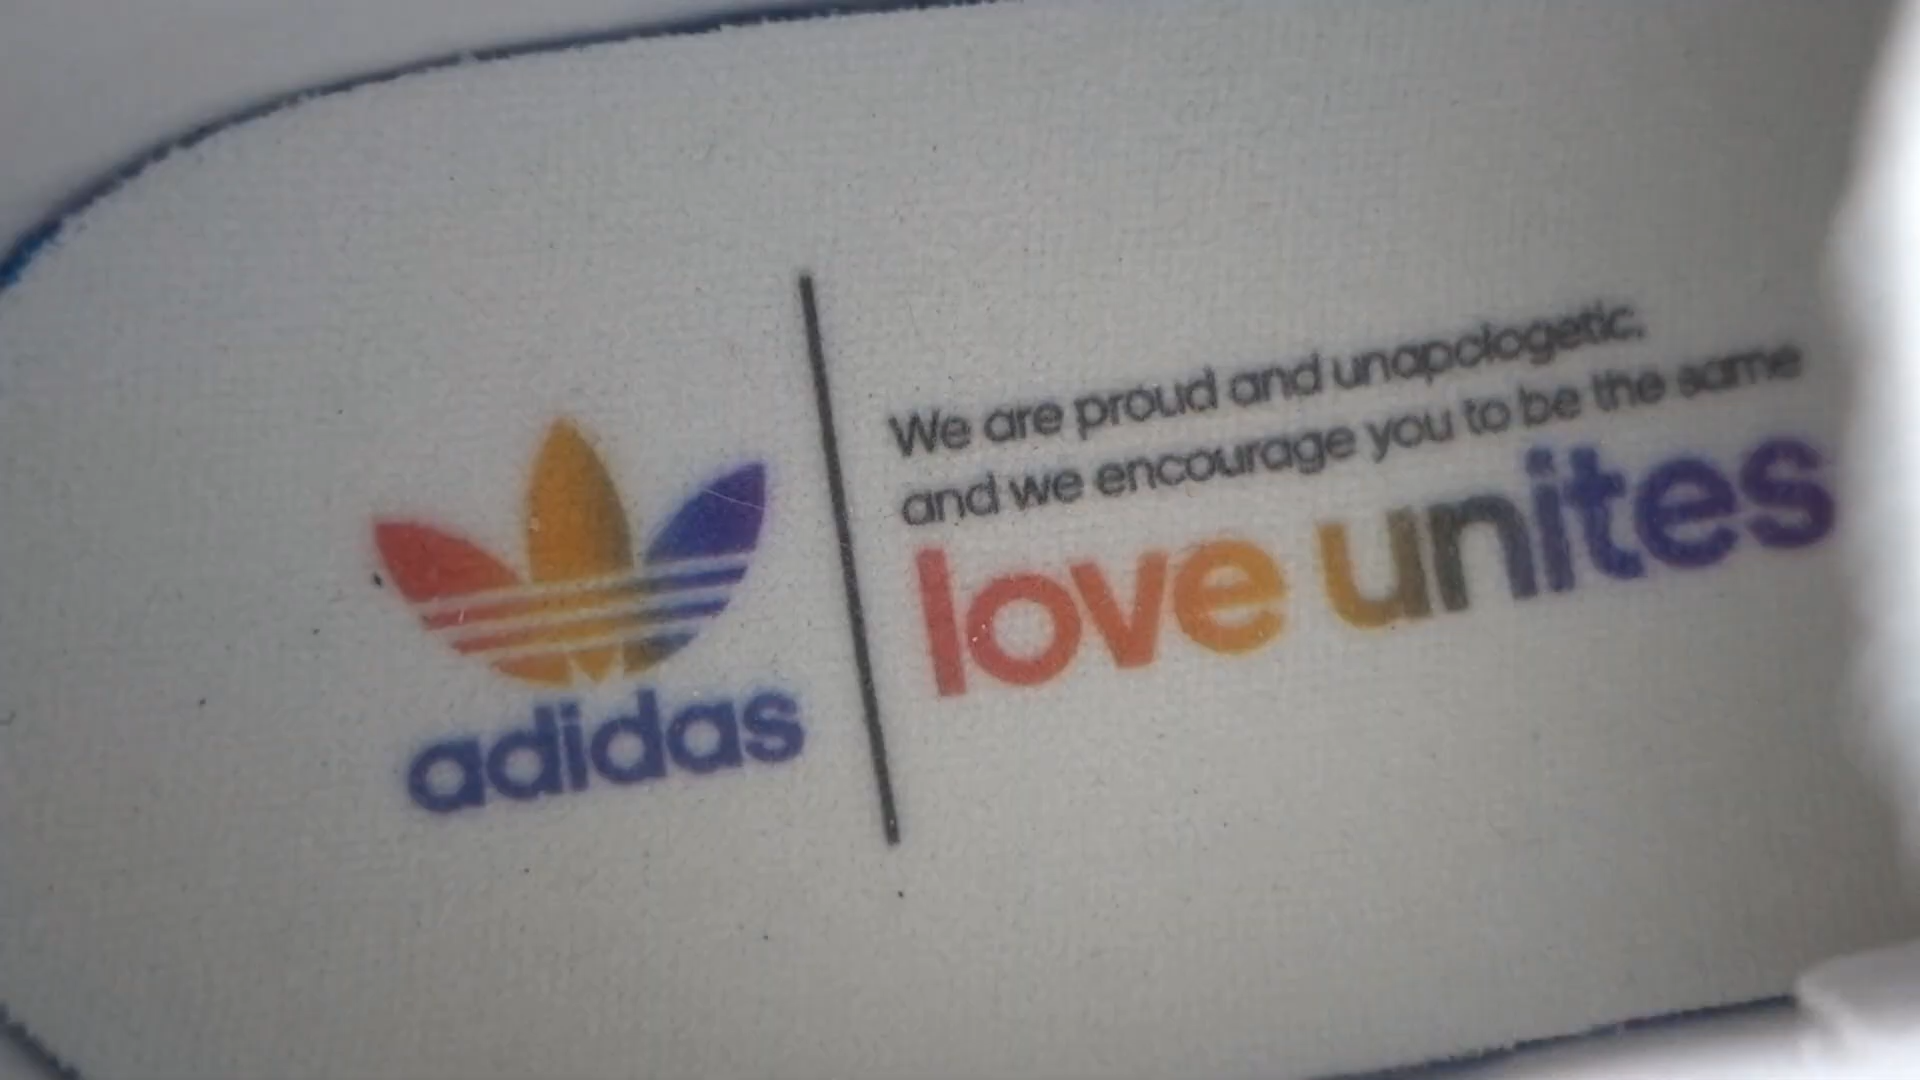 adidas
We are proud and unapologetic,
and we encourage you to be the same
love unites